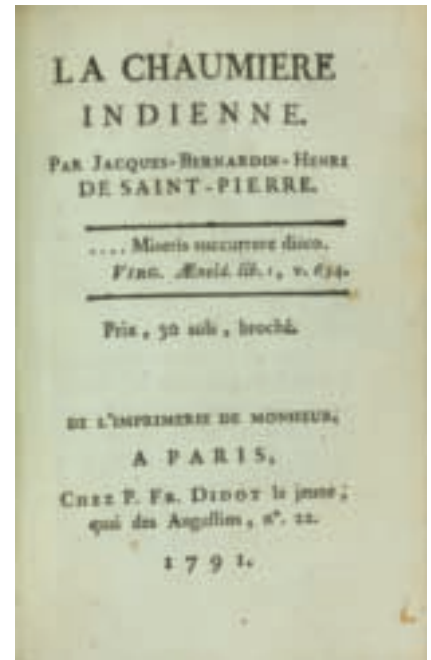 LA CHAUMIERE
INDIENNE.
PAR JACQUES-BERNARDIN-HENRI
DE SAINT-PIERRE.
.... Miseris succurrere disco.
VIRG. Æneid. lib. 1, v. 634.
Prix, 30 sols, broché.
DE L'IMPRIMERIE DE MONSIEUR,
A PARIS,
CHEZ P. FR. DIDOT le jeune,
quai des Augustins, n°. 22.
1791.